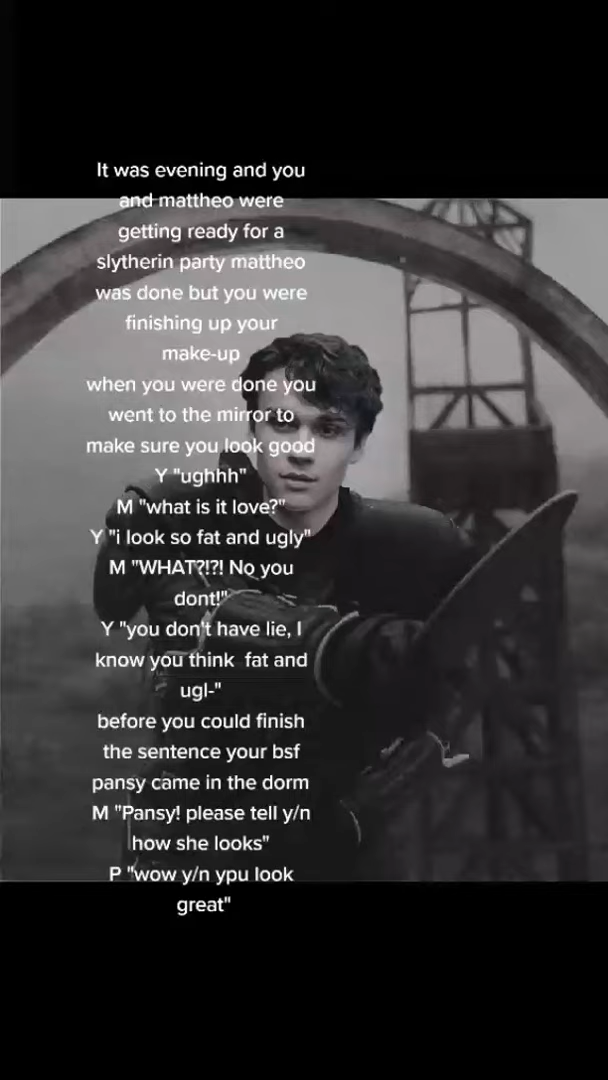 It was evening and you
and mattheo were
getting ready for a
slytherin party mattheo
was done but you were
finishing up your
make-up
when you were done you
went to the mirror to
make sure you look good
Y "ughhh"
M "what is it love?"
Y "i look so fat and ugly"
M "WHAT?!?! No you
dont!"
Y "you don't have lie, I
know you think  fat and
ugl-"
before you could finish
the sentence your bsf
pansy came in the dorm
M "Pansy! please tell y/n
how she looks"
P "wow y/n ypu look
great"